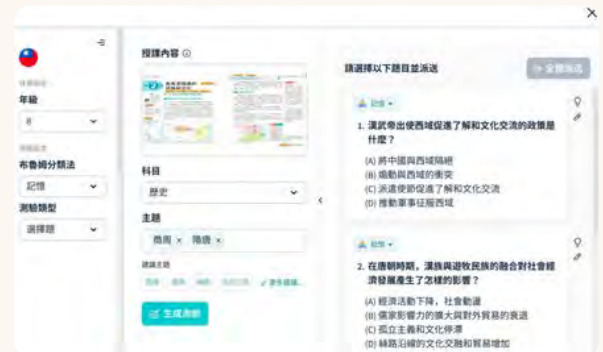 年級
8
布魯姆分類法
記憶
測驗類型
選擇題
授課內容
科目
歷史
主題
商周 × 隋唐 ×
建議主題
生成測驗
請選擇以下題目並派送
全體派送
記憶
1. 漢武帝出使西域促進了解和文化交流的政策是
什麼？
(A) 將中國與西域隔絕
(B) 煽動與西域的衝突
(C) 派遣使節促進了解和文化交流
(D) 推動軍事征服西域
記憶
2. 在唐朝時期，漢族與遊牧民族的融合對社會經
濟發展產生了怎樣的影響？
(A) 經濟活動下降，社會動盪
(B) 儒家影響力的擴大與對外貿易的衰退
(C) 孤立主義和文化停滯
(D) 絲路沿線的文化交融和貿易增加